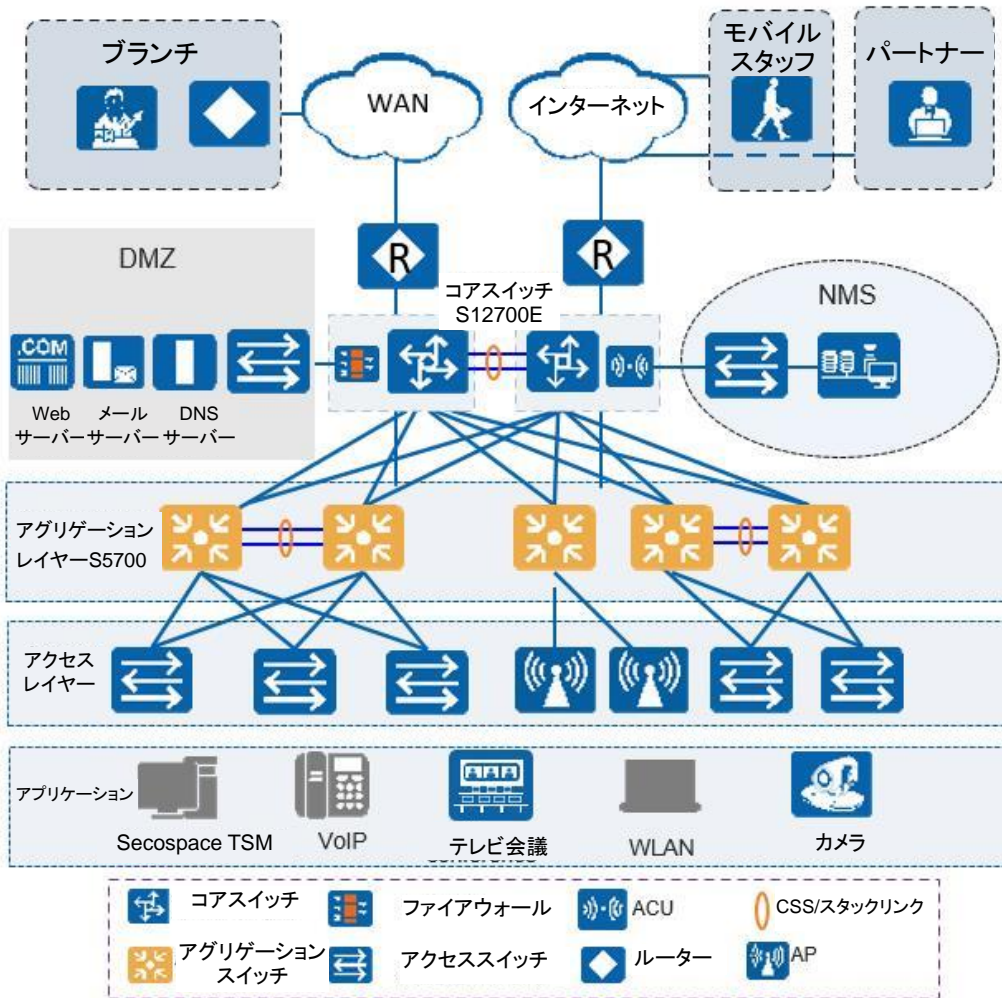 ブランチ
WAN
インターネット
モバイル
スタッフ
パートナー
DMZ
R
R
コアスイッチ
S12700E
NMS
.COM
Web
サーバー
メール
サーバー
DNS
サーバー
アグリゲーション
レイヤーS5700
アクセス
レイヤー
アプリケーション
Secospace TSM
VoIP
テレビ会議
WLAN
カメラ
コアスイッチ
ファイアウォール
ACU
CSS/スタックリンク
アグリゲーション
スイッチ
アクセススイッチ
ルーター
AP